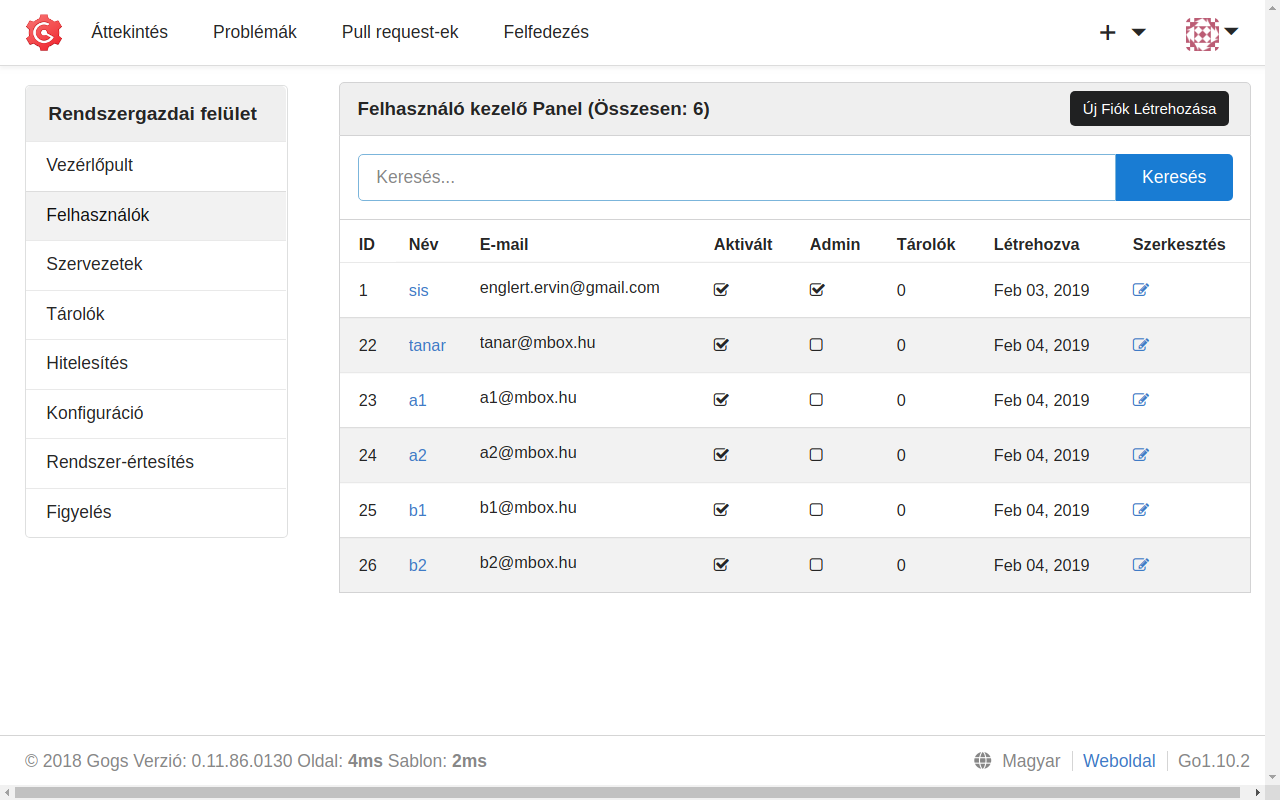 Áttekintés Problémák Pull request-ek Felfedezés
Rendszergazdai felület
Vezérlőpult
Felhasználók
Szervezetek
Tárolók
Hitelesítés
Konfiguráció
Rendszer-értesítés
Figyelés
Felhasználó kezelő Panel (Összesen: 6) Új Fiók Létrehozása
Keresés... Keresés
ID Név E-mail Aktivált Admin Tárolók Létrehozva Szerkesztés
1 sis englert.ervin@gmail.com 0 Feb 03, 2019
22 tanar tanar@mbox.hu 0 Feb 04, 2019
23 a1 a1@mbox.hu 0 Feb 04, 2019
24 a2 a2@mbox.hu 0 Feb 04, 2019
25 b1 b1@mbox.hu 0 Feb 04, 2019
26 b2 b2@mbox.hu 0 Feb 04, 2019
© 2018 Gogs Verzió: 0.11.86.0130 Oldal: 4ms Sablon: 2ms Magyar Weboldal Go1.10.2